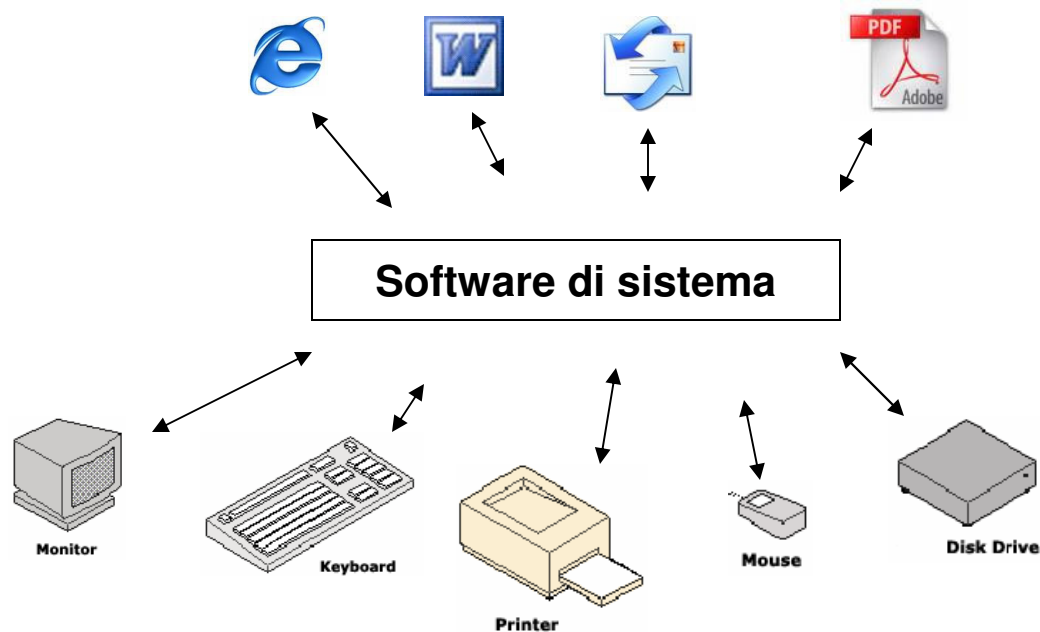 W
PDF
Adobe
Software di sistema
Monitor
Keyboard
Printer
Mouse
Disk Drive